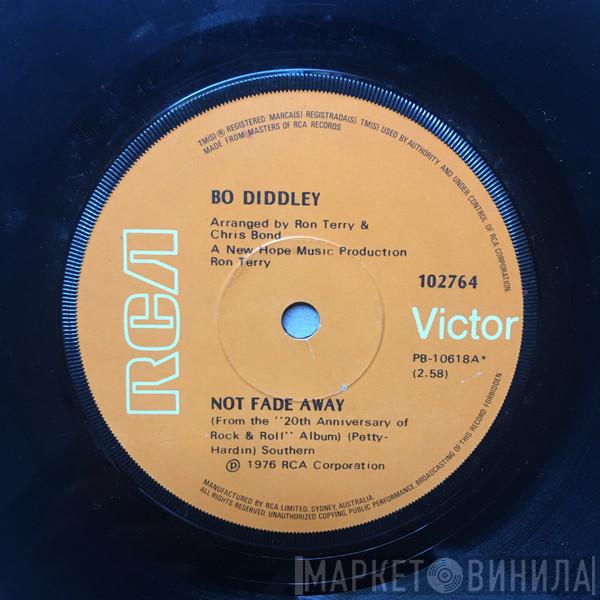 TM(S) ® REGISTERED MARCA(S) REGISTRADA(S). TM(S) USED BY AUTHORITY AND UNDER CONTROL OF RCA CORPORATION.
MADE FROM MASTERS OF RCA RECORDS.
BO DIDDLEY
Arranged by Ron Terry &
Chris Bond
A New Hope Music Production
Ron Terry
RCA
102764
Victor
PB-10618A*
(2.58)
NOT FADE AWAY
(From the "20th Anniversary of
Rock & Roll" Album) (Petty-
Hardin) Southern
℗ 1976 RCA Corporation
MANUFACTURED BY RCA LIMITED, SYDNEY, AUSTRALIA.
ALL RIGHTS RESERVED. UNAUTHORIZED COPYING, PUBLIC PERFORMANCE, BROADCASTING OF THIS RECORD FORBIDDEN.
МАРКЕТ ВИНИЛА